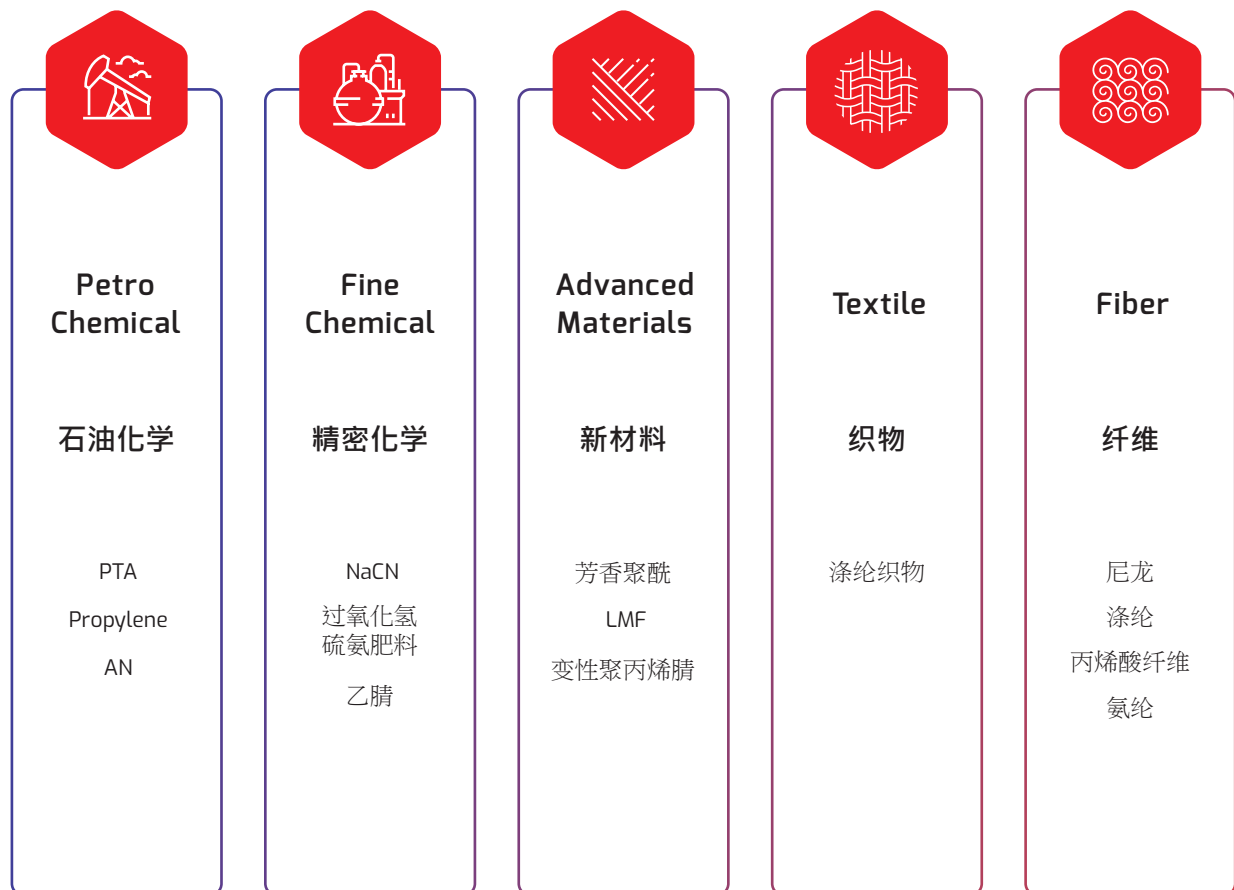 Petro
Chemical
石油化学
PTA
Propylene
AN
Fine
Chemical
精密化学
NaCN
过氧化氢
硫氨肥料
乙腈
Advanced
Materials
新材料
芳香聚酰
LMF
变性聚丙烯腈
Textile
织物
涤纶织物
Fiber
纤维
尼龙
涤纶
丙烯酸纤维
氨纶